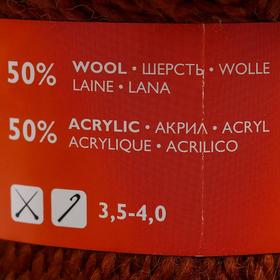 50% WOOL • ШЕРСТЬ • WOLLE
LAINE • LANA
50% ACRYLIC • АКРИЛ • ACRYL
ACRYLIQUE • ACRILICO
3,5-4,0